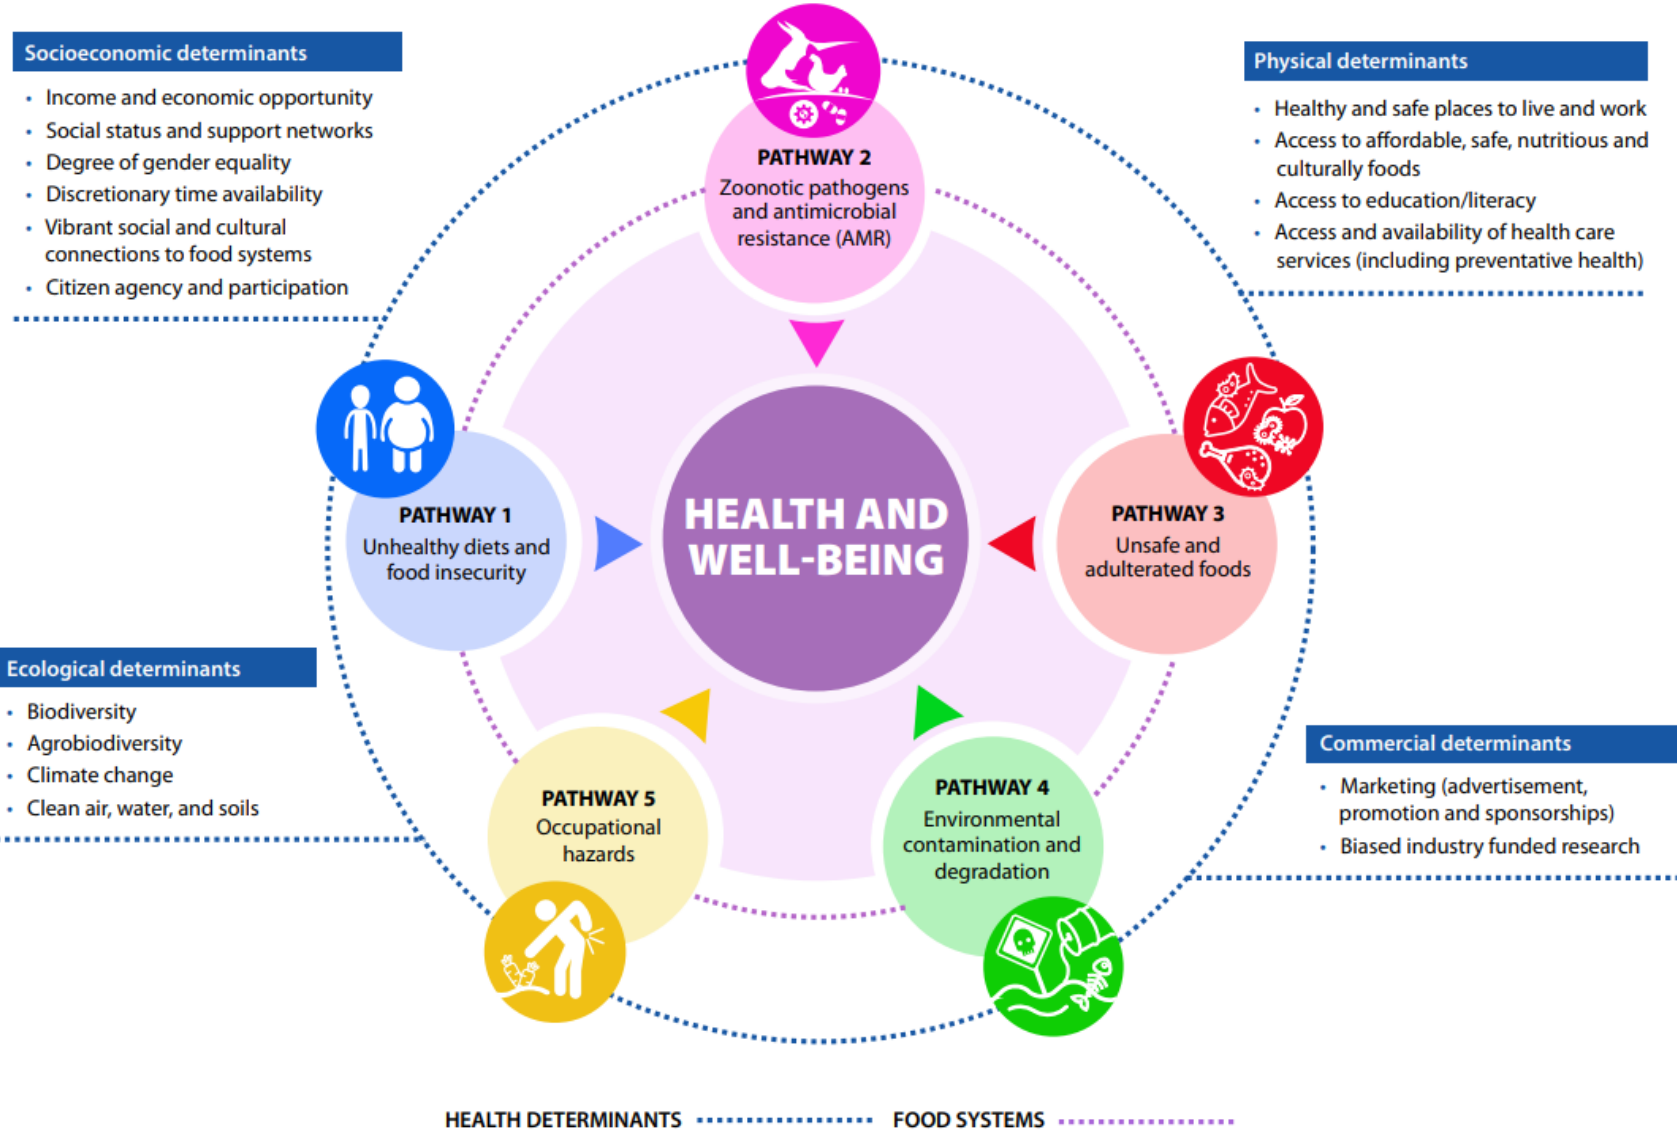 Socioeconomic determinants
• Income and economic opportunity
• Social status and support networks
• Degree of gender equality
• Discretionary time availability
• Vibrant social and cultural
connections to food systems
• Citizen agency and participation
Physical determinants
• Healthy and safe places to live and work
• Access to affordable, safe, nutritious and
culturally foods
• Access to education/literacy
• Access and availability of health care
services (including preventative health)
PATHWAY 2
Zoonotic pathogens
and antimicrobial
resistance (AMR)
PATHWAY 1
Unhealthy diets and
food insecurity
HEALTH AND
WELL-BEING
PATHWAY 3
Unsafe and
adulterated foods
Ecological determinants
• Biodiversity
• Agrobiodiversity
• Climate change
• Clean air, water, and soils
PATHWAY 5
Occupational
hazards
PATHWAY 4
Environmental
contamination and
degradation
Commercial determinants
• Marketing (advertisement,
promotion and sponsorships)
• Biased industry funded research
HEALTH DETERMINANTS
FOOD SYSTEMS